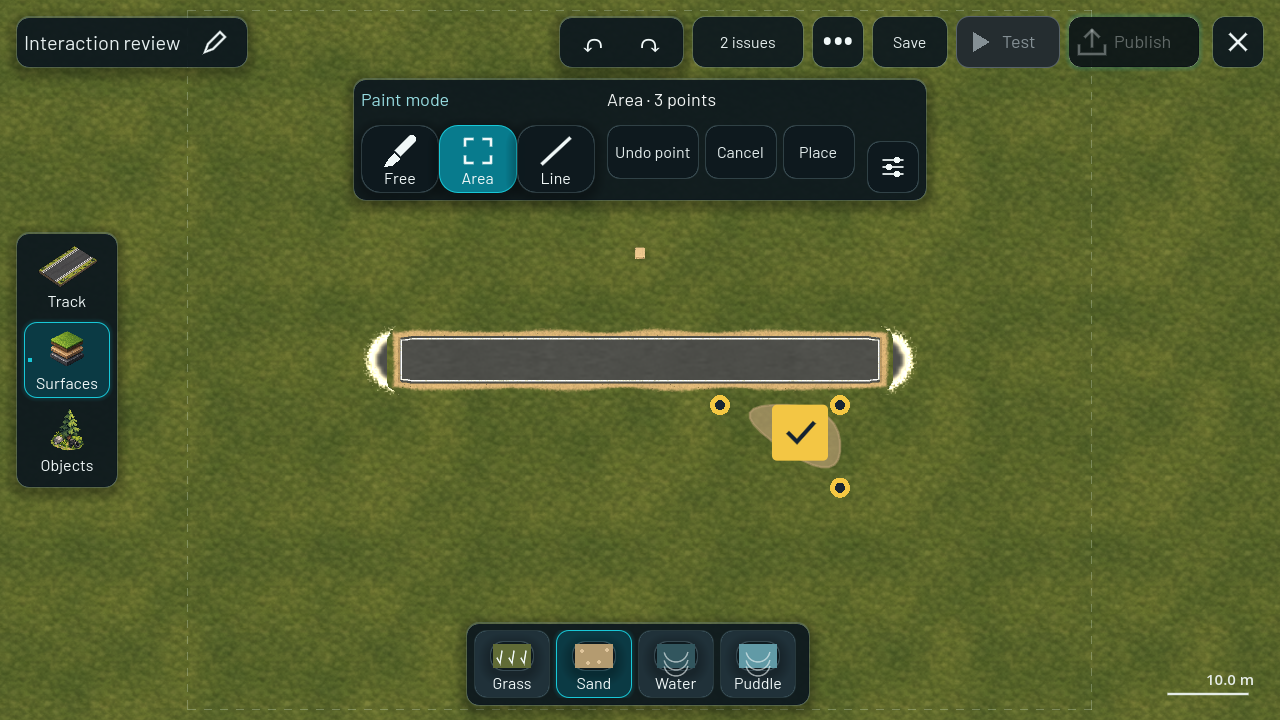 Interaction review
2 issues
Save
Test
Publish
Paint mode
Area · 3 points
Free
Area
Line
Undo point
Cancel
Place
Track
Surfaces
Objects
Grass
Sand
Water
Puddle
10.0 m